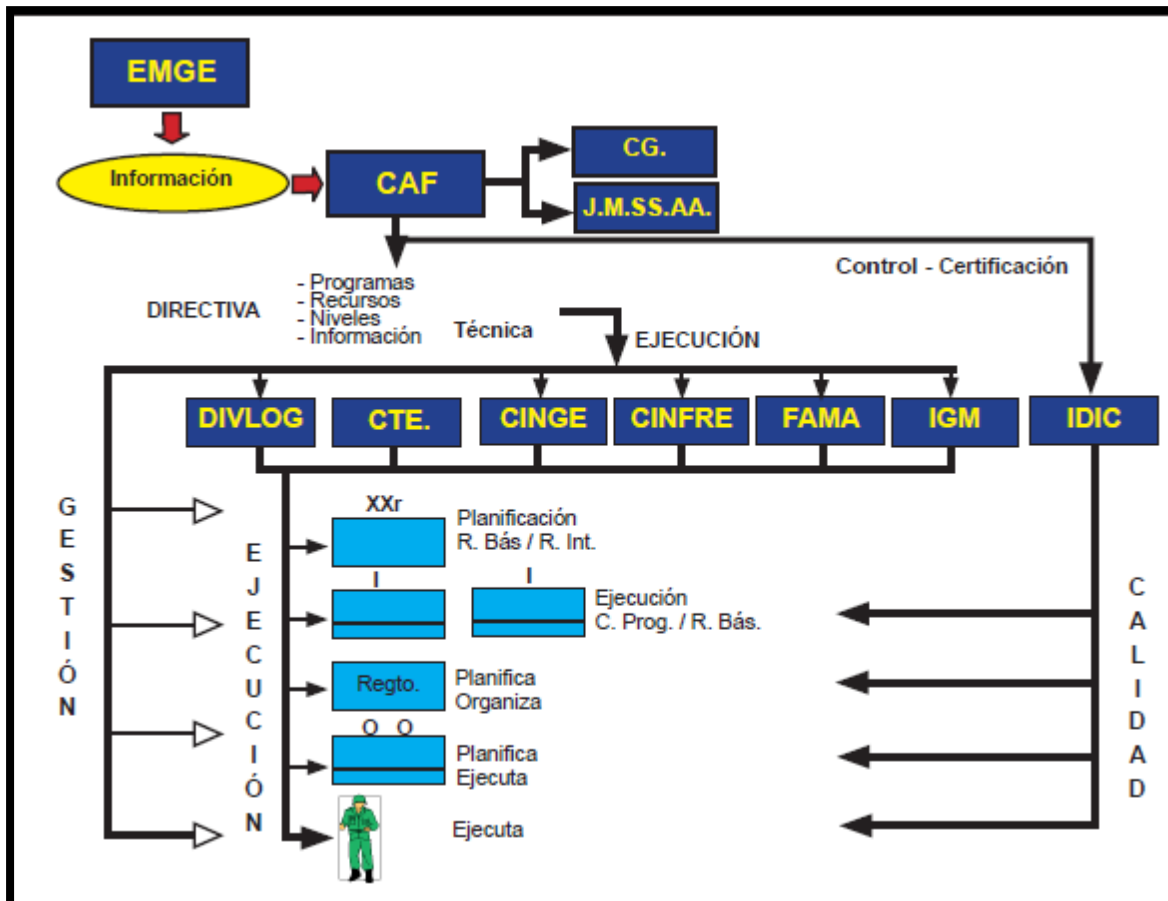 EMGE
Información
CAF
CG.
J.M.SS.AA.
Control - Certificación
DIRECTIVA
- Programas
- Recursos
- Niveles
- Información
Técnica
EJECUCIÓN
DIVLOG
CTE.
CINGE
CINFRE
FAMA
IGM
IDIC
GESTIÓN
EJECUCIÓN
XXr
Planificación
R. Bás / R. Int.
I
I
Ejecución
C. Prog. / R. Bás.
Regto.
Planifica
Organiza
O O
Planifica
Ejecuta
Ejecuta
CALIDAD